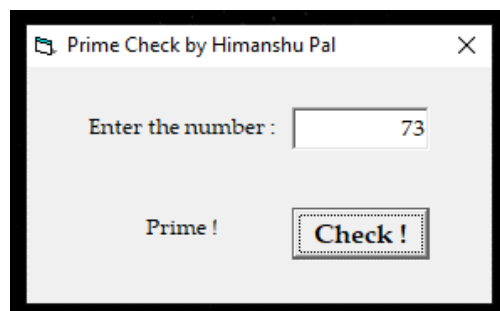 Prime Check by Himanshu Pal
Enter the number : 73
Prime ! Check !